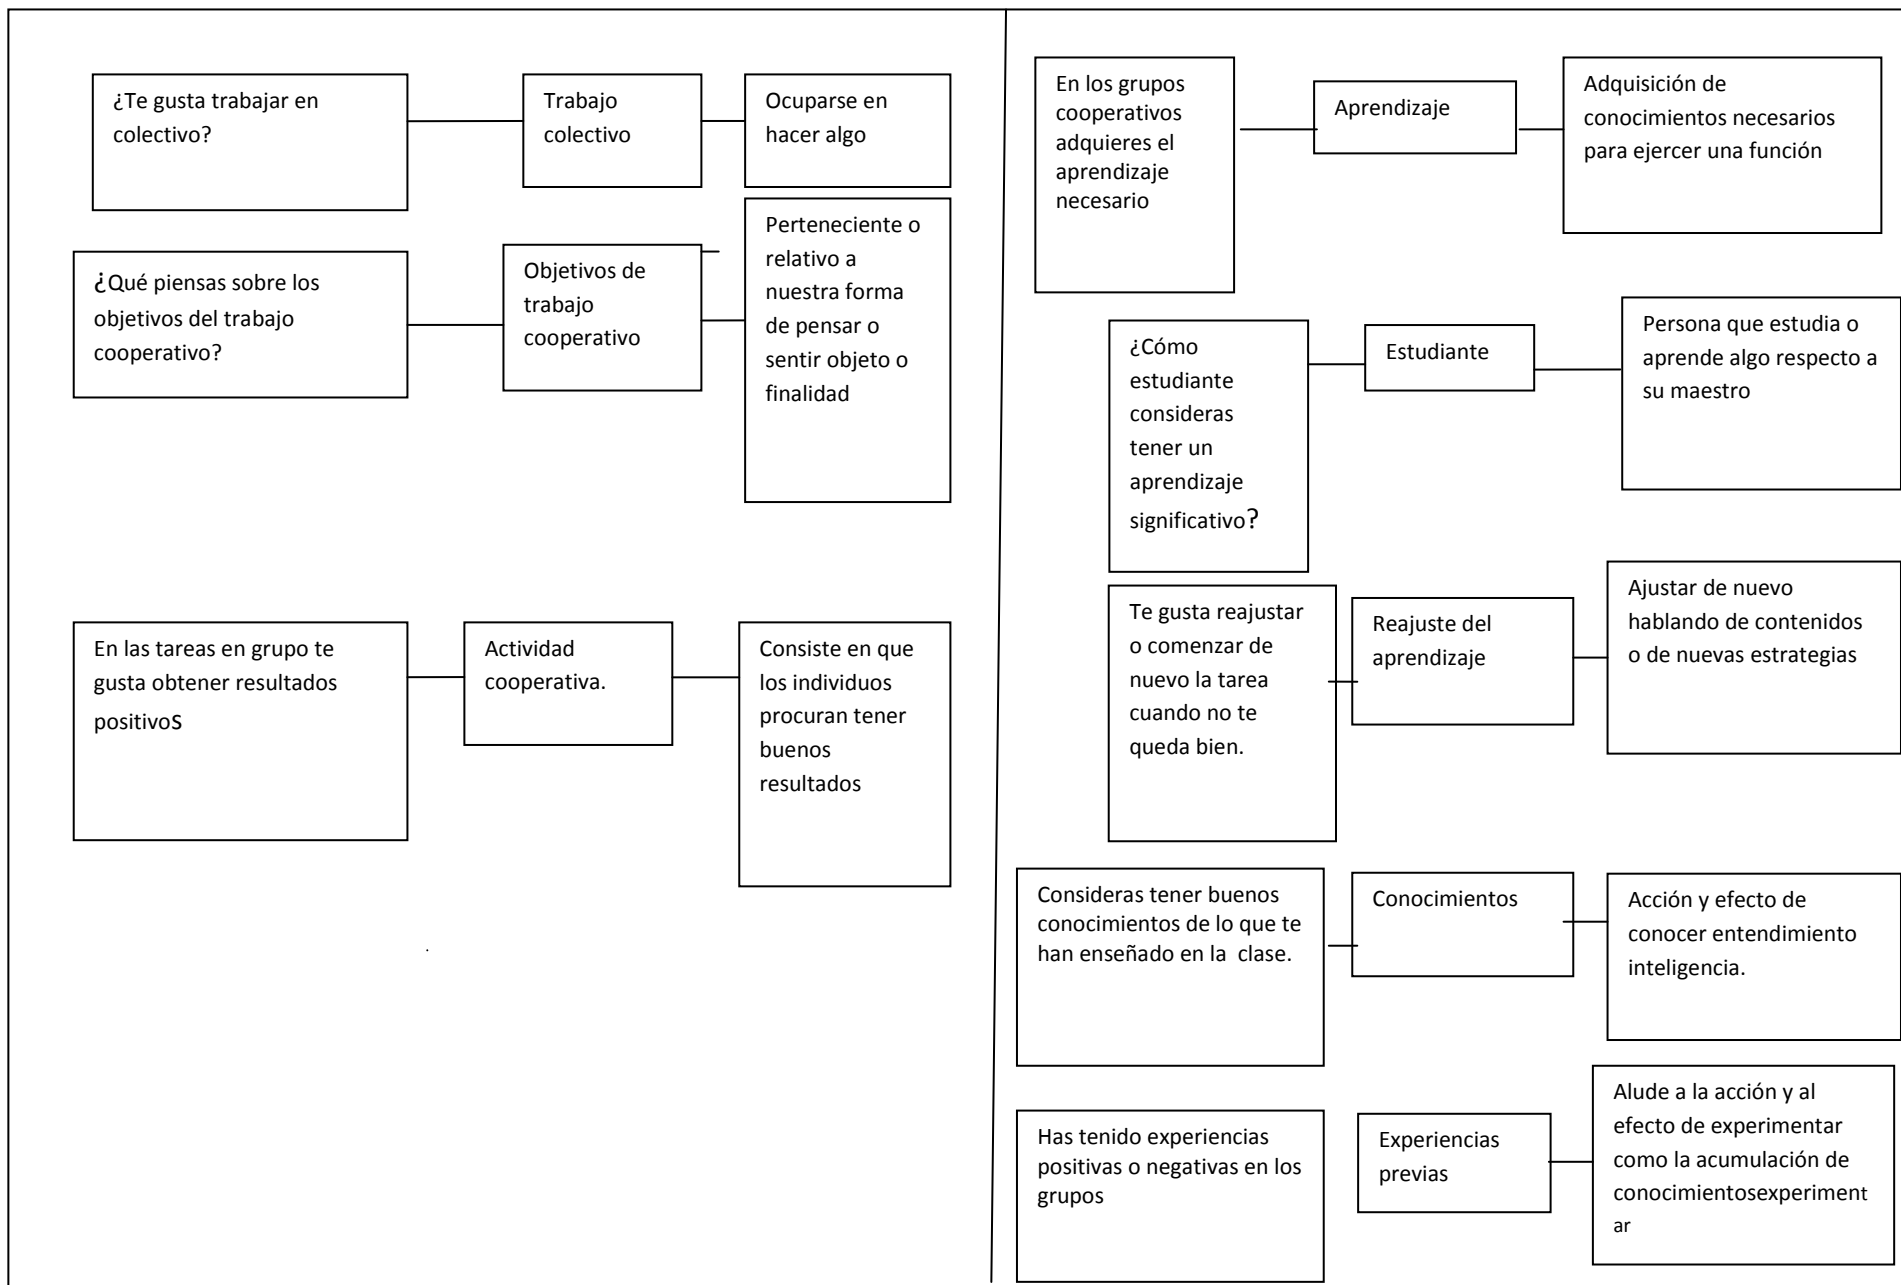 ¿Te gusta trabajar en
colectivo?
Trabajo
colectivo
Ocuparse en
hacer algo
¿Qué piensas sobre los
objetivos del trabajo
cooperativo?
Objetivos de
trabajo
cooperativo
Perteneciente o
relativo a
nuestra forma
de pensar o
sentir objeto o
finalidad
En las tareas en grupo te
gusta obtener resultados
positivos
Actividad
cooperativa.
Consiste en que
los individuos
procuran tener
buenos
resultados
En los grupos
cooperativos
adquieres el
aprendizaje
necesario
Aprendizaje
Adquisición de
conocimientos necesarios
para ejercer una función
¿Cómo
estudiante
consideras
tener un
aprendizaje
significativo?
Estudiante
Persona que estudia o
aprende algo respecto a
su maestro
Te gusta reajustar
o comenzar de
nuevo la tarea
cuando no te
queda bien.
Reajuste del
aprendizaje
Ajustar de nuevo
hablando de contenidos
o de nuevas estrategias
Consideras tener buenos
conocimientos de lo que te
han enseñado en la  clase.
Conocimientos
Acción y efecto de
conocer entendimiento
inteligencia.
Has tenido experiencias
positivas o negativas en los
grupos
Experiencias
previas
Alude a la acción y al
efecto de experimentar
como la acumulación de
conocimientosexperiment
ar